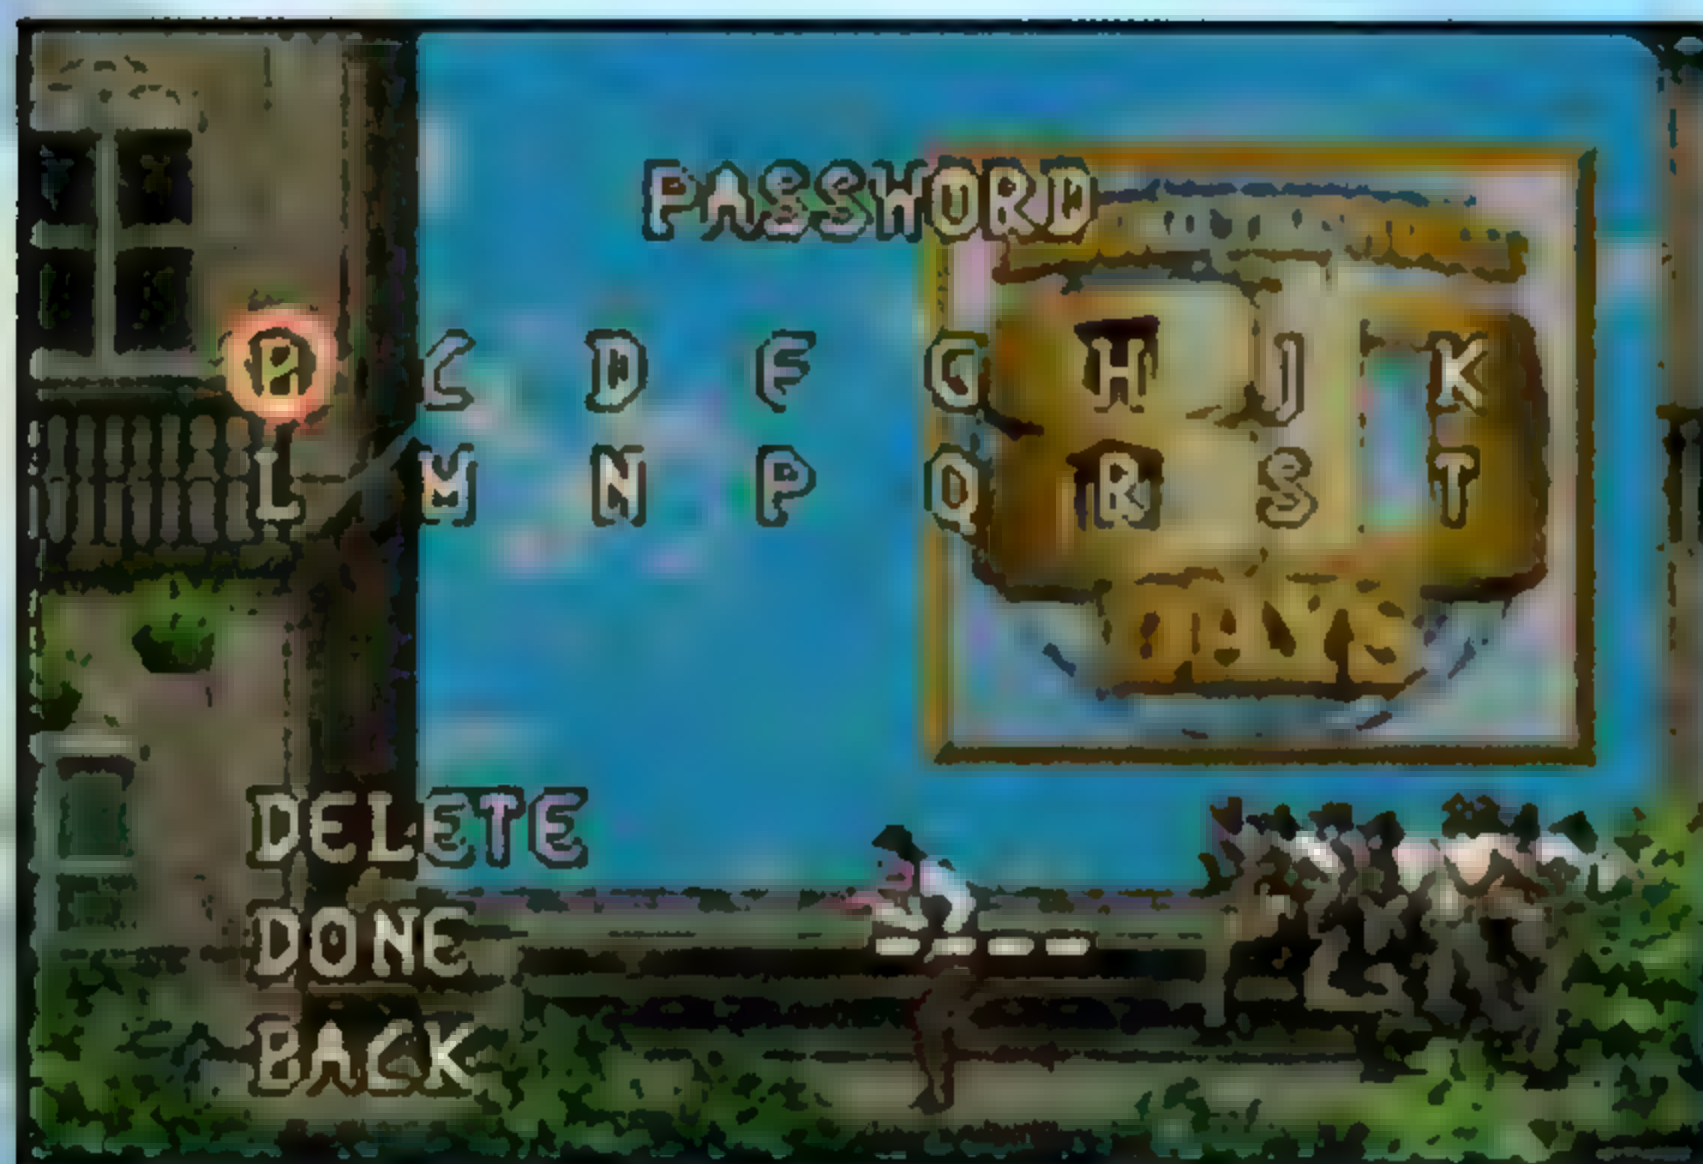 PASSWORD
B C D F G H J K
L M N P Q R S T
DELETE
DONE
BACK